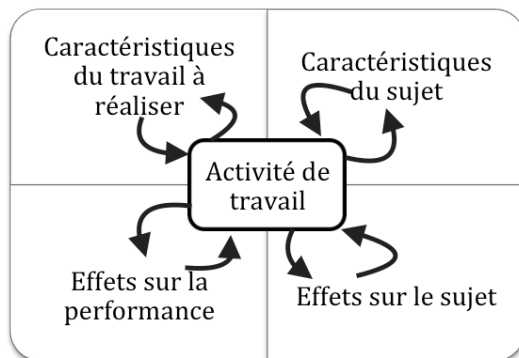 Caractéristiques
du travail à
réaliser
Caractéristiques
du sujet
Activité de
travail
Effets sur la
performance
Effets sur le sujet